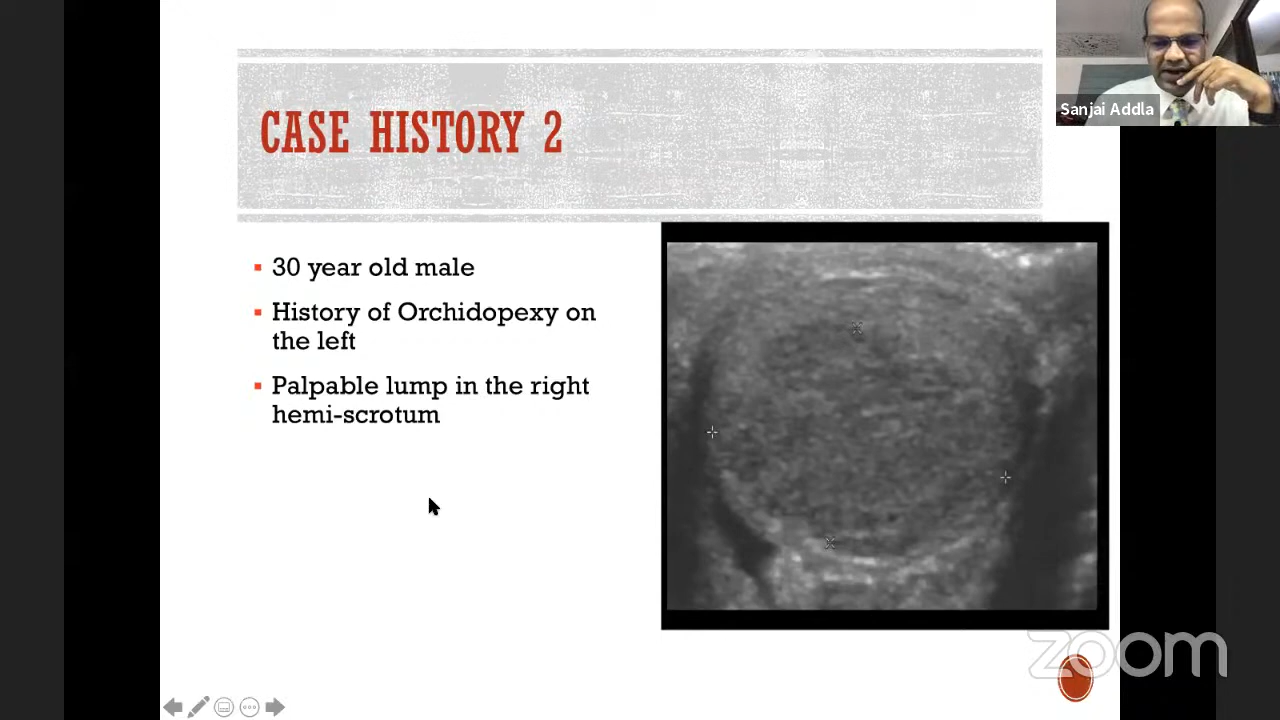 Sanjai Addla
CASE HISTORY 2
30 year old male
History of Orchidopexy on
the left
Palpable lump in the right
hemi-scrotum
zoom